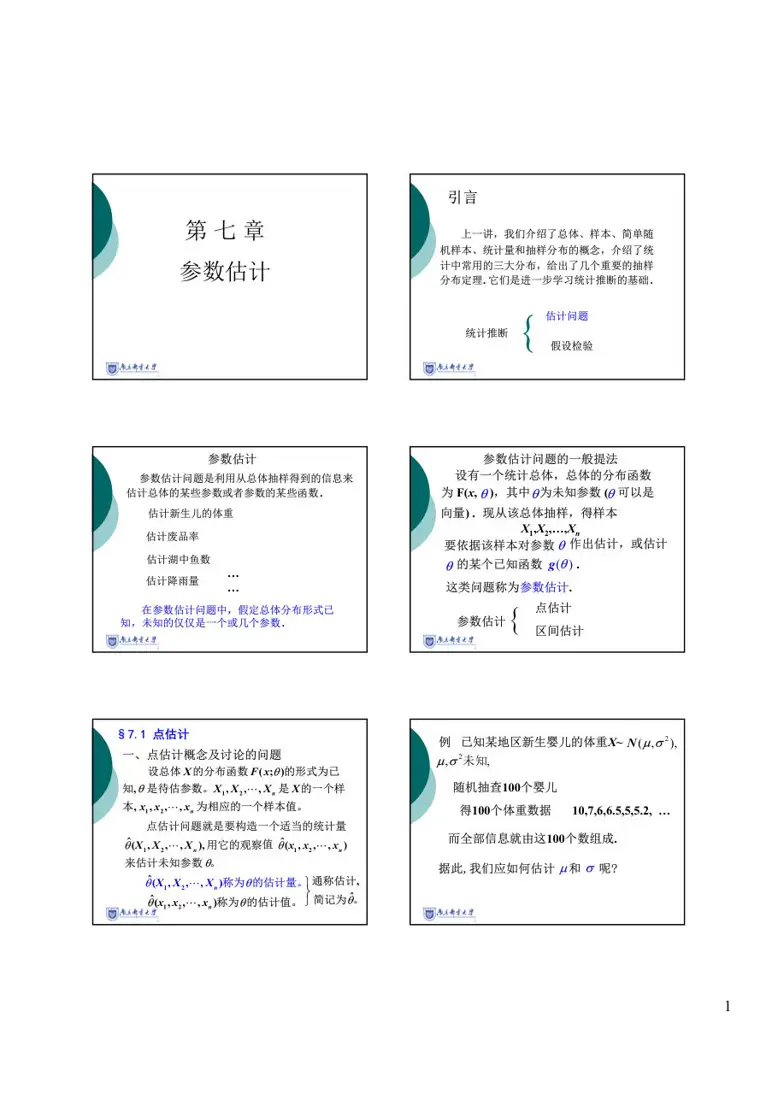 第 七 章
参数估计
引言
上一讲，我们介绍了总体、样本、简单随
机样本、统计量和抽样分布的概念，介绍了统
计中常用的三大分布，给出了几个重要的抽样
分布定理．它们是进一步学习统计推断的基础．
统计推断 {
估计问题
假设检验
参数估计
参数估计问题是利用从总体抽样得到的信息来
估计总体的某些参数或者参数的某些函数．
估计新生儿的体重
估计废品率
估计湖中鱼数
估计降雨量 …
…
在参数估计问题中，假定总体分布形式已
知，未知的仅仅是一个或几个参数．
参数估计问题的一般提法
设有一个统计总体，总体的分布函数
为 F(x, θ )，其中 θ 为未知参数 (θ 可以是
向量) ．现从该总体抽样，得样本
X₁,X₂,…,Xₙ
要依据该样本对参数 θ 作出估计，或估计
θ 的某个已知函数 g(θ) ．
这类问题称为参数估计．
参数估计 {
点估计
区间估计
§7.1 点估计
一、点估计概念及讨论的问题
设总体 X 的分布函数 F(x;θ)的形式为已
知,θ 是待估参数。X₁,X₂,⋯,Xₙ 是 X 的一个样
本, x₁,x₂,⋯,xₙ 为相应的一个样本值。
点估计问题就是要构造一个适当的统计量
θ̂(X₁,X₂,⋯,Xₙ),用它的观察值 θ̂(x₁,x₂,⋯,xₙ)
来估计未知参数 θ。
θ̂(X₁,X₂,⋯,Xₙ)称为θ的估计量。} 通称估计,
θ̂(x₁,x₂,⋯,xₙ)称为θ的估计值。 简记为θ̂。
例 已知某地区新生婴儿的体重X~ N(μ,σ²),
μ,σ²未知,
随机抽查100个婴儿
得100个体重数据 10,7,6,6.5,5,5.2, …
而全部信息就由这100个数组成．
据此,我们应如何估计 μ 和 σ 呢?
1